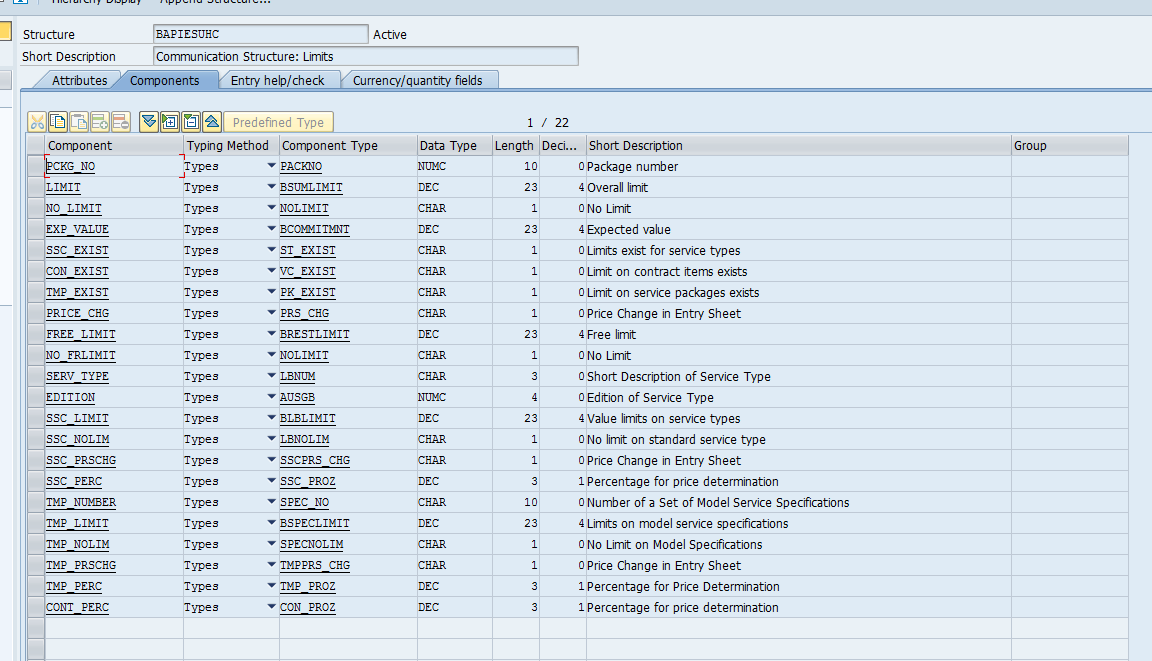 Hierarchy Display Append Structure...
Structure BAPIESUHC Active
Short Description Communication Structure: Limits
Attributes Components Entry help/check Currency/quantity fields
Predefined Type 1 / 22
Component Typing Method Component Type Data Type Length Deci... Short Description Group
PCKG_NO Types PACKNO NUMC 10 0 Package number
LIMIT Types BSUMLIMIT DEC 23 4 Overall limit
NO_LIMIT Types NOLIMIT CHAR 1 0 No Limit
EXP_VALUE Types BCOMMITMNT DEC 23 4 Expected value
SSC_EXIST Types ST_EXIST CHAR 1 0 Limits exist for service types
CON_EXIST Types VC_EXIST CHAR 1 0 Limit on contract items exists
TMP_EXIST Types PK_EXIST CHAR 1 0 Limit on service packages exists
PRICE_CHG Types PRS_CHG CHAR 1 0 Price Change in Entry Sheet
FREE_LIMIT Types BRESTLIMIT DEC 23 4 Free limit
NO_FRLIMIT Types NOLIMIT CHAR 1 0 No Limit
SERV_TYPE Types LBNUM CHAR 3 0 Short Description of Service Type
EDITION Types AUSGB NUMC 4 0 Edition of Service Type
SSC_LIMIT Types BLBLIMIT DEC 23 4 Value limits on service types
SSC_NOLIM Types LBNOLIM CHAR 1 0 No limit on standard service type
SSC_PRSCHG Types SSCPRS_CHG CHAR 1 0 Price Change in Entry Sheet
SSC_PERC Types SSC_PROZ DEC 3 1 Percentage for price determination
TMP_NUMBER Types SPEC_NO CHAR 10 0 Number of a Set of Model Service Specifications
TMP_LIMIT Types BSPECLIMIT DEC 23 4 Limits on model service specifications
TMP_NOLIM Types SPECNOLIM CHAR 1 0 No Limit on Model Specifications
TMP_PRSCHG Types TMPPRS_CHG CHAR 1 0 Price Change in Entry Sheet
TMP_PERC Types TMP_PROZ DEC 3 1 Percentage for Price Determination
CONT_PERC Types CON_PROZ DEC 3 1 Percentage for price determination